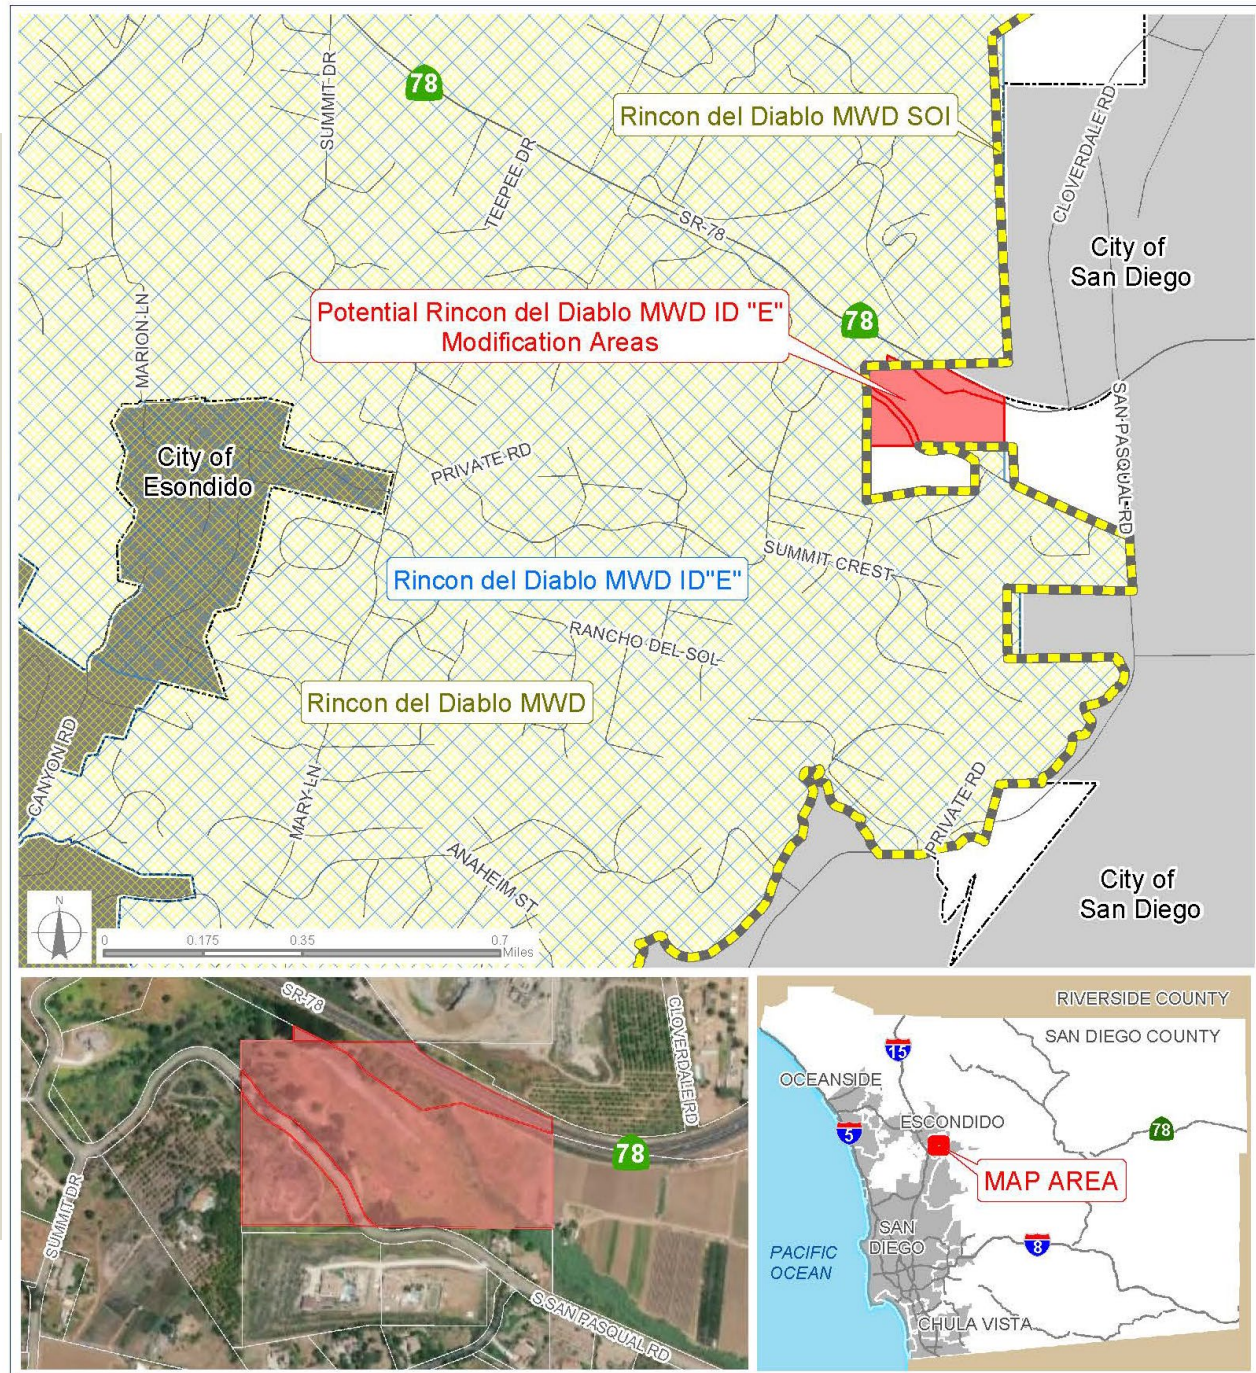 SUMMIT DR
78
Rincon del Diablo MWD SOI
CLOVERDALE RD
TEEPEE DR
SR-78
City of
San Diego
Potential Rincon del Diablo MWD ID "E"
Modification Areas
78
MARION LN
SAN PASQUAL RD
City of
Esondido
PRIVATE RD
SUMMIT CREST
Rincon del Diablo MWD ID"E"
RANCHO DEL SOL
Rincon del Diablo MWD
CANYON RD
MARY LN
PRIVATE RD
ANAHEIM ST
City of
San Diego
N
0 0.175 0.35 0.7
Miles
SR-78
CLOVERDALE RD
78
SUMMIT DR
S SAN PASQUAL RD
RIVERSIDE COUNTY
SAN DIEGO COUNTY
15
OCEANSIDE
ESCONDIDO
78
5
MAP AREA
SAN
DIEGO
8
PACIFIC
OCEAN
CHULA VISTA